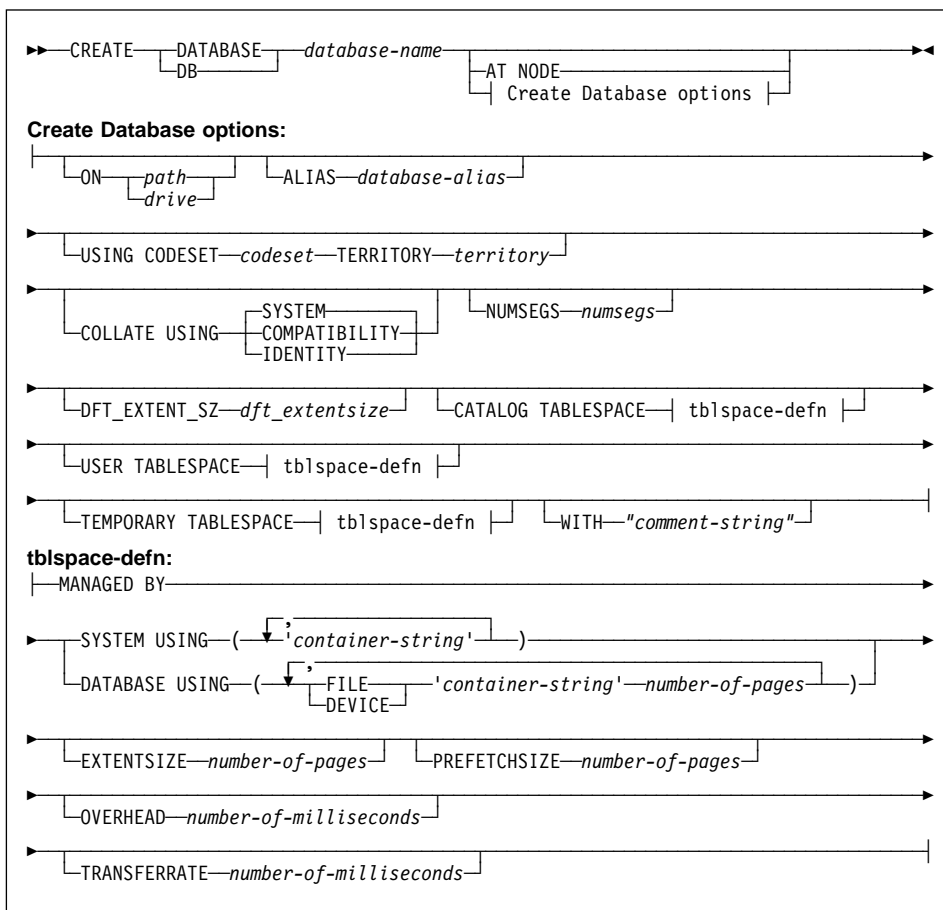 CREATE DATABASE database-name
DB AT NODE
Create Database options
Create Database options:
ON path ALIAS database-alias
drive
USING CODESET codeset TERRITORY territory
SYSTEM NUMSEGS numsegs
COLLATE USING COMPATIBILITY
IDENTITY
DFT_EXTENT_SZ dft_extentsize CATALOG TABLESPACE tblspace-defn
USER TABLESPACE tblspace-defn
TEMPORARY TABLESPACE tblspace-defn WITH "comment-string"
tblspace-defn:
MANAGED BY
,
SYSTEM USING ( 'container-string' )
,
DATABASE USING ( FILE 'container-string' number-of-pages )
DEVICE
EXTENTSIZE number-of-pages PREFETCHSIZE number-of-pages
OVERHEAD number-of-milliseconds
TRANSFERRATE number-of-milliseconds